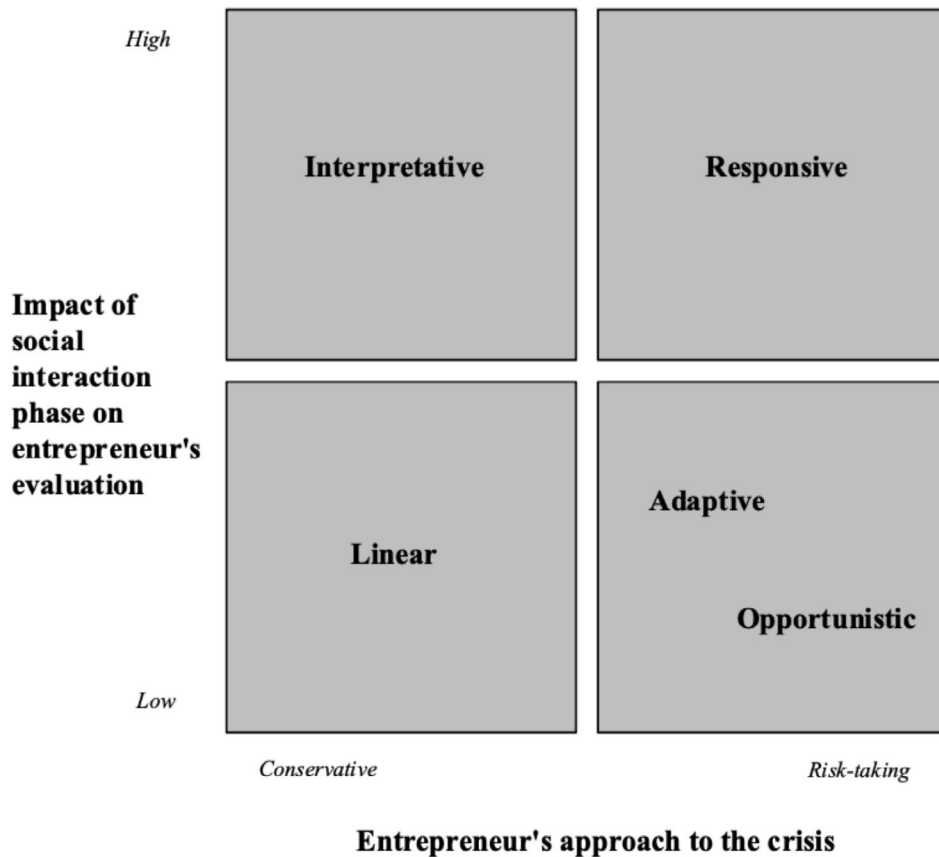 High
Interpretative
Responsive
Impact of
social
interaction
phase on
entrepreneur's
evaluation
Adaptive
Linear
Opportunistic
Low
Conservative
Risk-taking
Entrepreneur's approach to the crisis